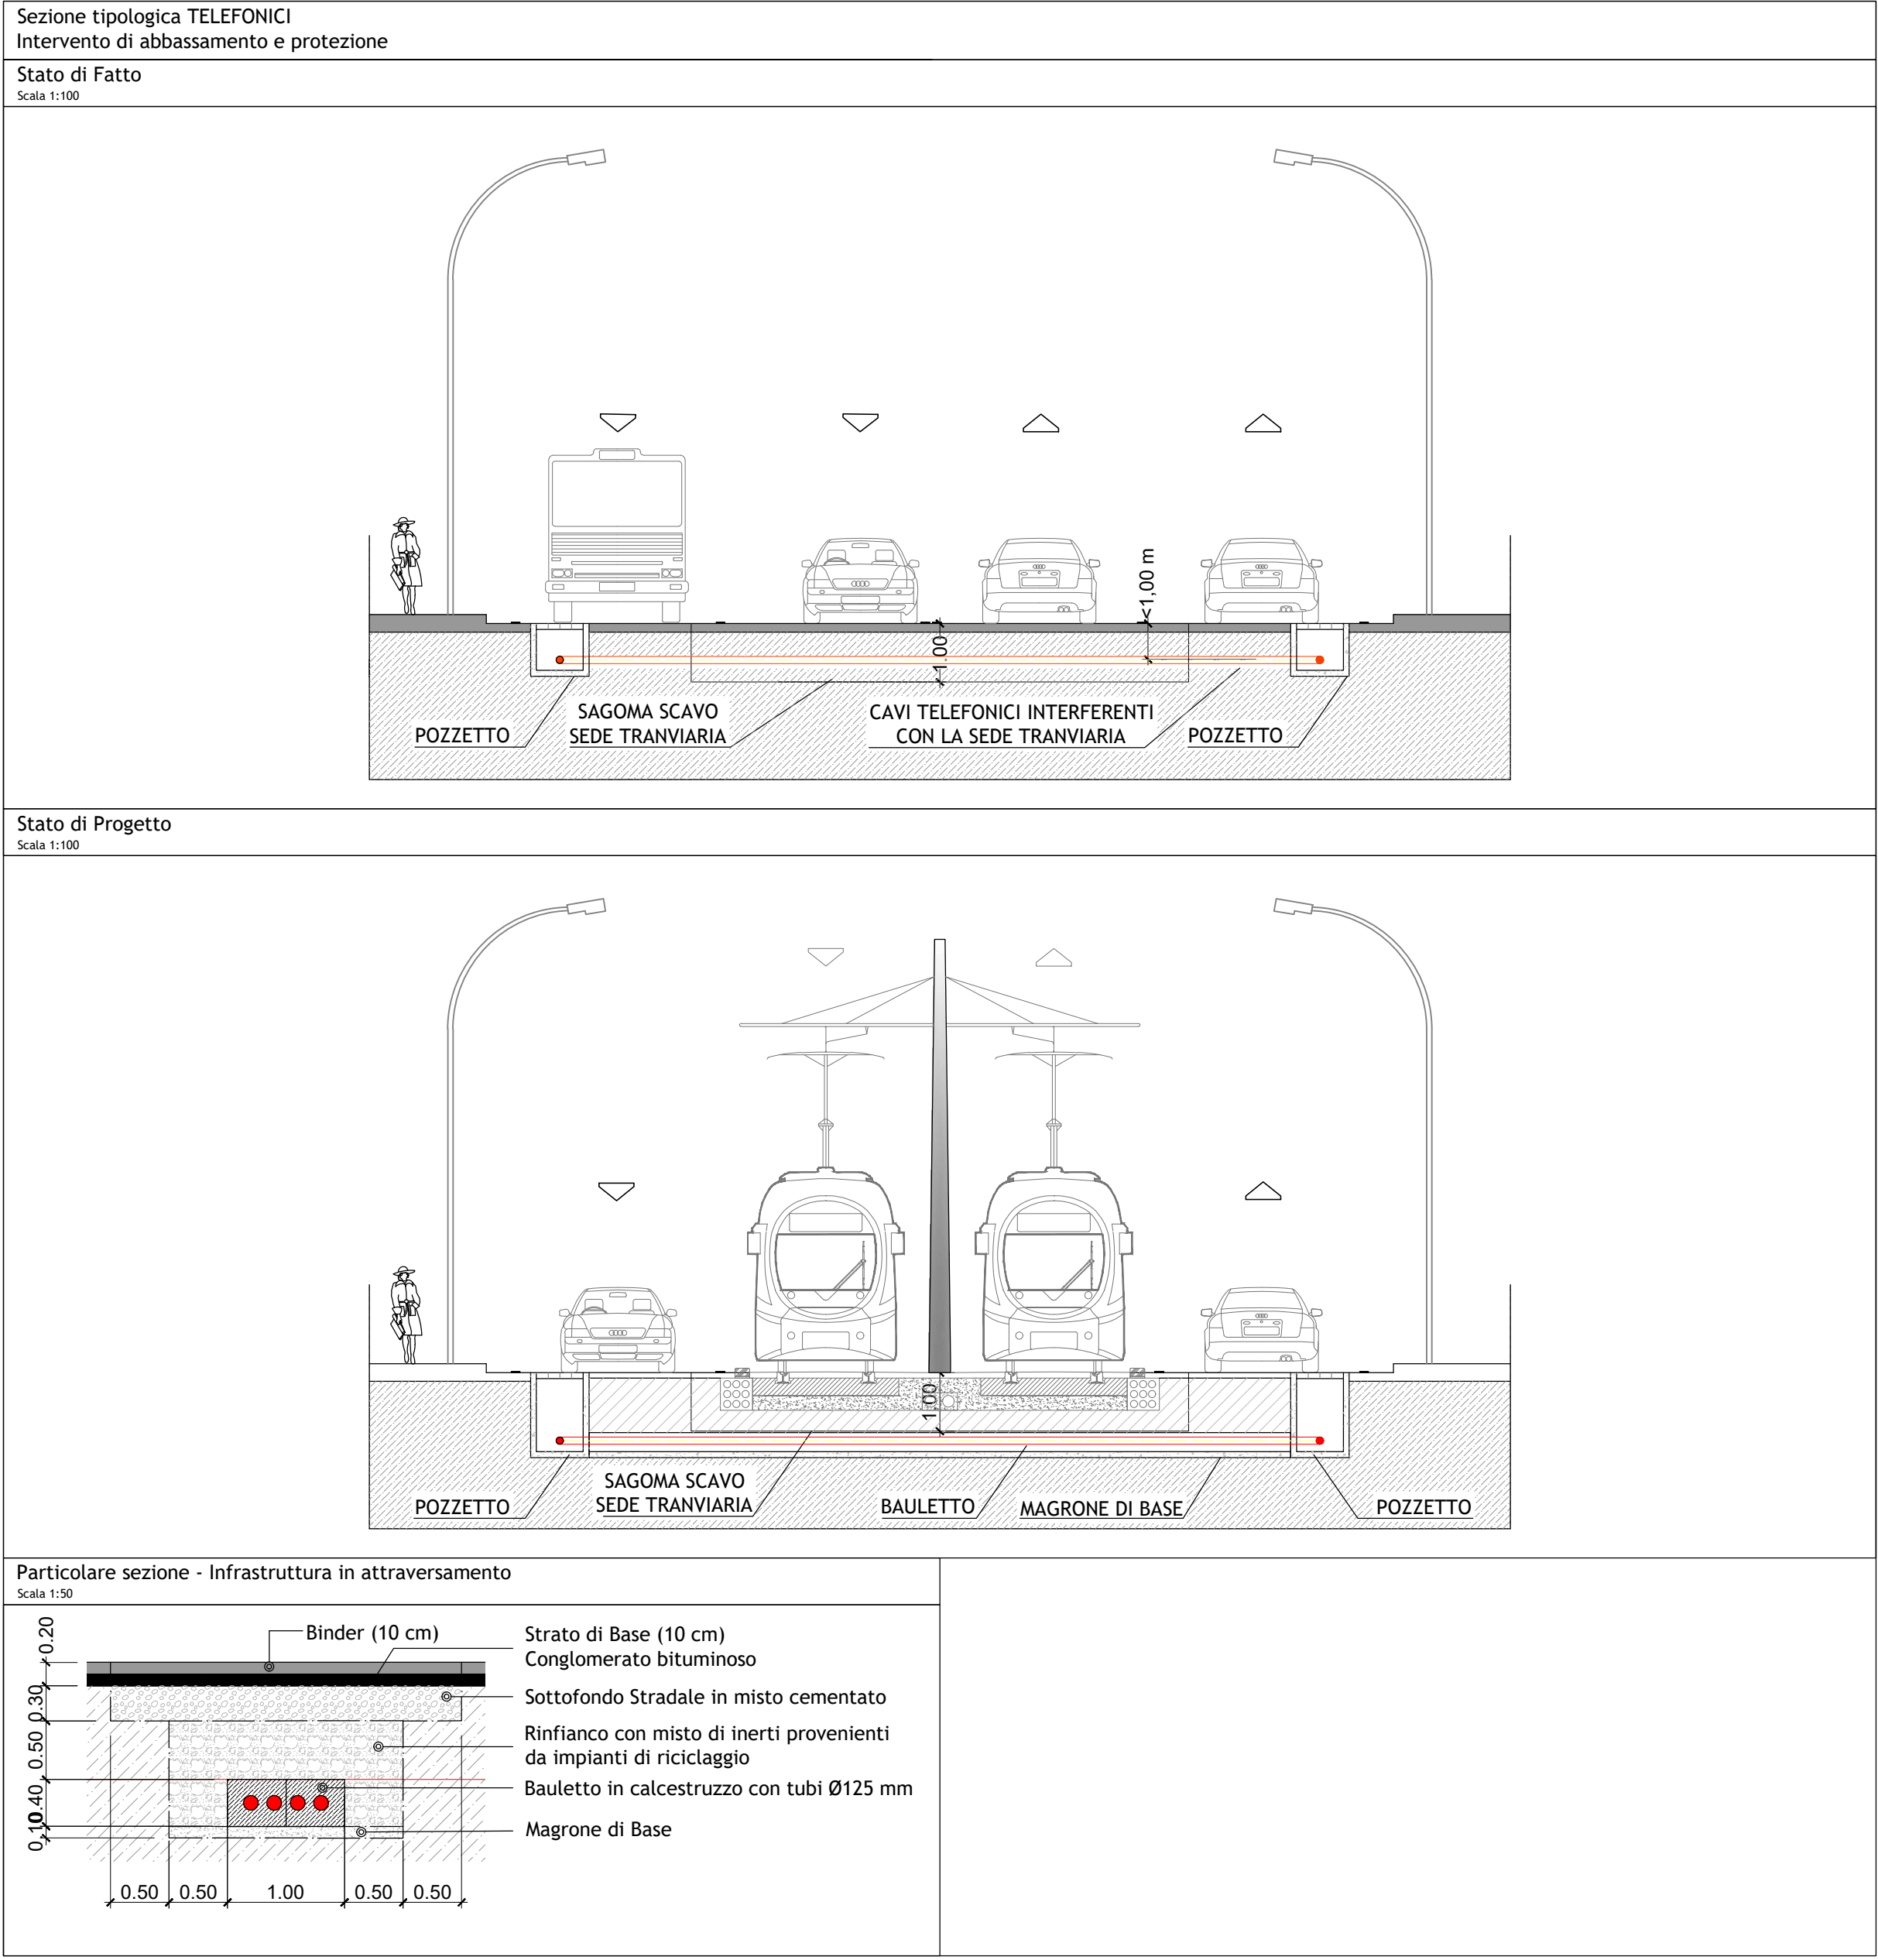 Sezione tipologica TELEFONICI
Intervento di abbassamento e protezione
Stato di Fatto
Scala 1:100
<1,00 m
1.00
POZZETTO
SAGOMA SCAVO
SEDE TRANVIARIA
CAVI TELEFONICI INTERFERENTI
CON LA SEDE TRANVIARIA
POZZETTO
Stato di Progetto
Scala 1:100
1.00
POZZETTO
SAGOMA SCAVO
SEDE TRANVIARIA
BAULETTO
MAGRONE DI BASE
POZZETTO
Particolare sezione - Infrastruttura in attraversamento
Scala 1:50
0.20
0.30
0.50
0.40
0,10
Binder (10 cm)
Strato di Base (10 cm)
Conglomerato bituminoso
Sottofondo Stradale in misto cementato
Rinfianco con misto di inerti provenienti
da impianti di riciclaggio
Bauletto in calcestruzzo con tubi Ø125 mm
Magrone di Base
0.50 0.50 1.00 0.50 0.50